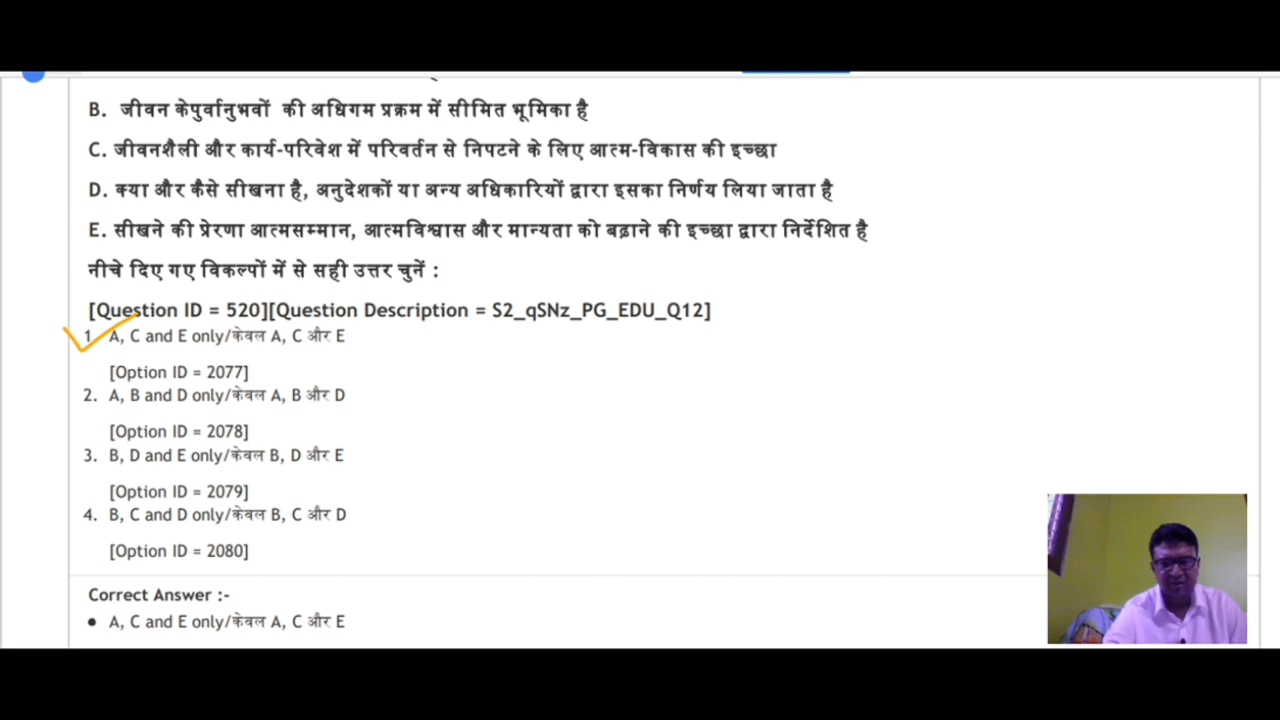 B. जीवन केपुर्वानुभवों की अधिगम प्रक्रम में सीमित भूमिका है
C. जीवनशैली और कार्य-परिवेश में परिवर्तन से निपटने के लिए आत्म-विकास की इच्छा
D. क्या और कैसे सीखना है, अनुदेशकों या अन्य अधिकारियों द्वारा इसका निर्णय लिया जाता है
E. सीखने की प्रेरणा आत्मसम्मान, आत्मविश्वास और मान्यता को बढ़ाने की इच्छा द्वारा निर्देशित है
नीचे दिए गए विकल्पों में से सही उत्तर चुनें :
[Question ID = 520][Question Description = S2_qSNz_PG_EDU_Q12]
1 A, C and E only/केवल A, C और E
[Option ID = 2077]
2. A, B and D only/केवल A, B और D
[Option ID = 2078]
3. B, D and E only/केवल B, D और E
[Option ID = 2079]
4. B, C and D only/केवल B, C और D
[Option ID = 2080]
Correct Answer :-
• A, C and E only/केवल A, C और E